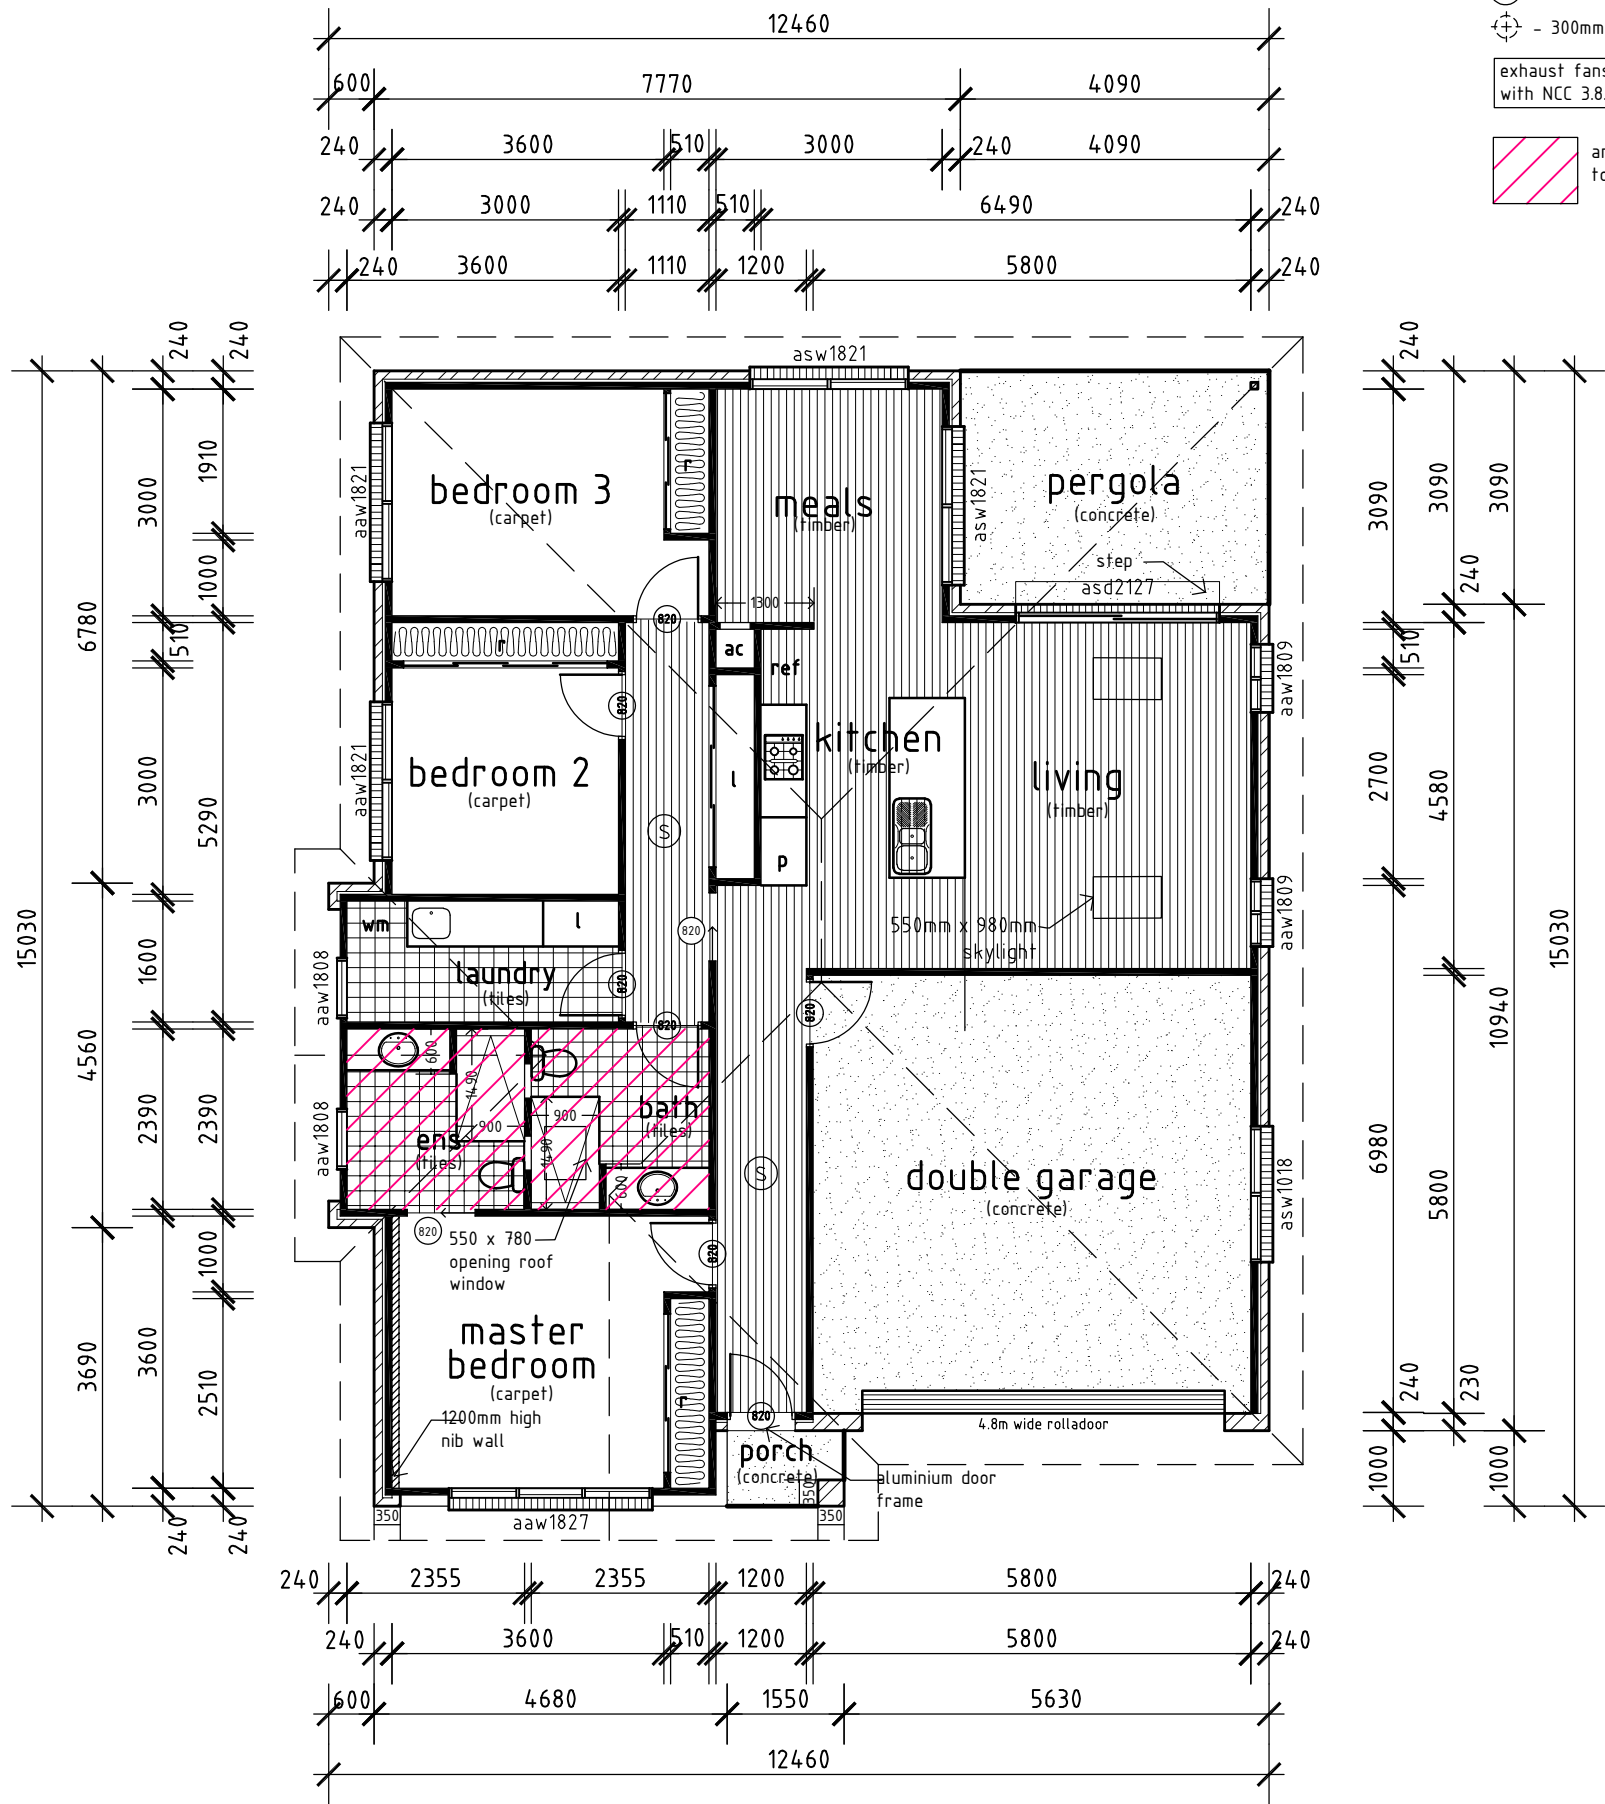 12460
- 300mm
600 7770 4090
exhaust fans
with NCC 3.8.
240 3600 510 3000 240 4090
240 3000 1110 510 6490 240
240 3600 1110 1200 5800 240
asw1821
240 240
240
aaw1821
bedroom 3
(carpet)
r
meals
(timber)
asw1821
pergola
(concrete)
step
asd2127
1300
1910
3000
1000
6780
510
3090
3090
3090
240
510
820
r
ac
ref
aaw1809
820
aaw1821
bedroom 2
(carpet)
l
kitchen
(timber)
living
(timber)
S
p
3000
5290
2700
4580
15030
15030
wm
l
820
550mm x 980mm
skylight
aaw1809
aaw1808
laundry
(tiles)
820
820
820
1600
4560
10940
600
1490
900
900
1490
600
ens
(tiles)
bath
(tiles)
aaw1808
2390
2390
S
double garage
(concrete)
asw1018
6980
5800
820
820
550 x 780
opening roof
window
1000
3600
3690
2510
master
bedroom
(carpet)
1200mm high
nib wall
r
820
4.8m wide rolladoor
porch
(concrete)
aluminium door
frame
350
350
350
aaw1827
240
230
1000
1000
240
240
240 2355 2355 1200 5800 240
240 3600 510 1200 5800 240
600 4680 1550 5630
12460